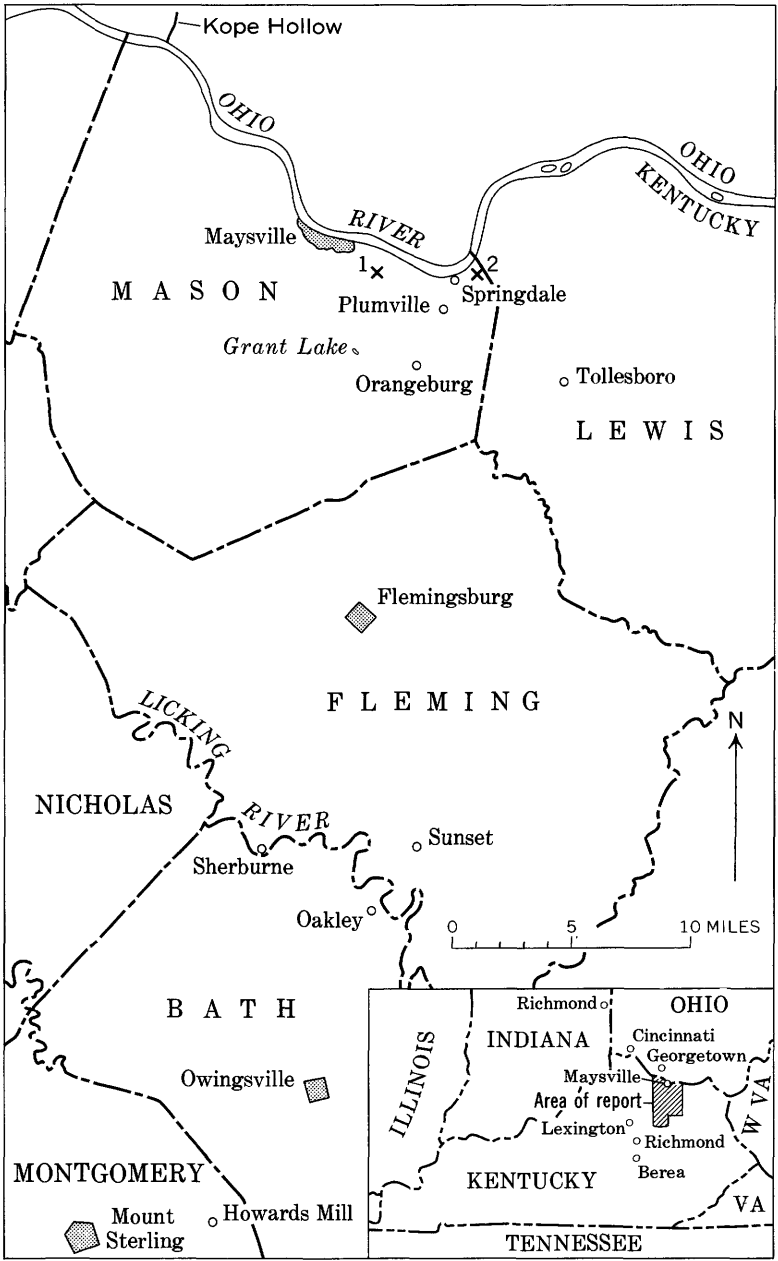 Kope Hollow
OHIO
OHIO
KENTUCKY
RIVER
Maysville
1
2
MASON
Springdale
Plumville
Grant Lake
Orangeburg
Tollesboro
LEWIS
Flemingsburg
FLEMING
LICKING
N
NICHOLAS
RIVER
Sunset
Sherburne
Oakley
0 5 10 MILES
BATH
Owingsville
MONTGOMERY
Mount
Sterling
Howards Mill
Richmond
OHIO
INDIANA
ILLINOIS
Cincinnati
Georgetown
Maysville
Area of report
W VA
Lexington
Richmond
Berea
KENTUCKY
VA
TENNESSEE